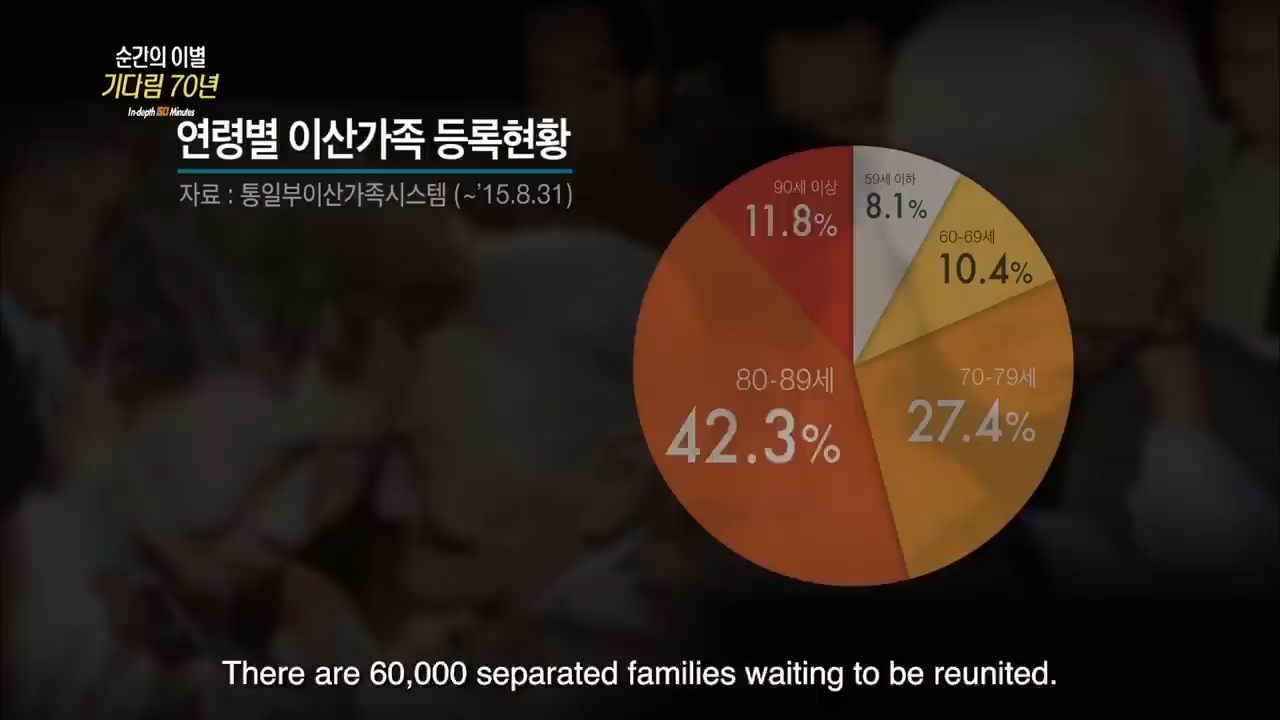 순간의 이별
기다림 70년
In-depth 60 Minutes
연령별 이산가족 등록현황
자료 : 통일부이산가족시스템 (~'15.8.31)
59세 이하
8.1%
60-69세
10.4%
70-79세
27.4%
80-89세
42.3%
90세 이상
11.8%
There are 60,000 separated families waiting to be reunited.